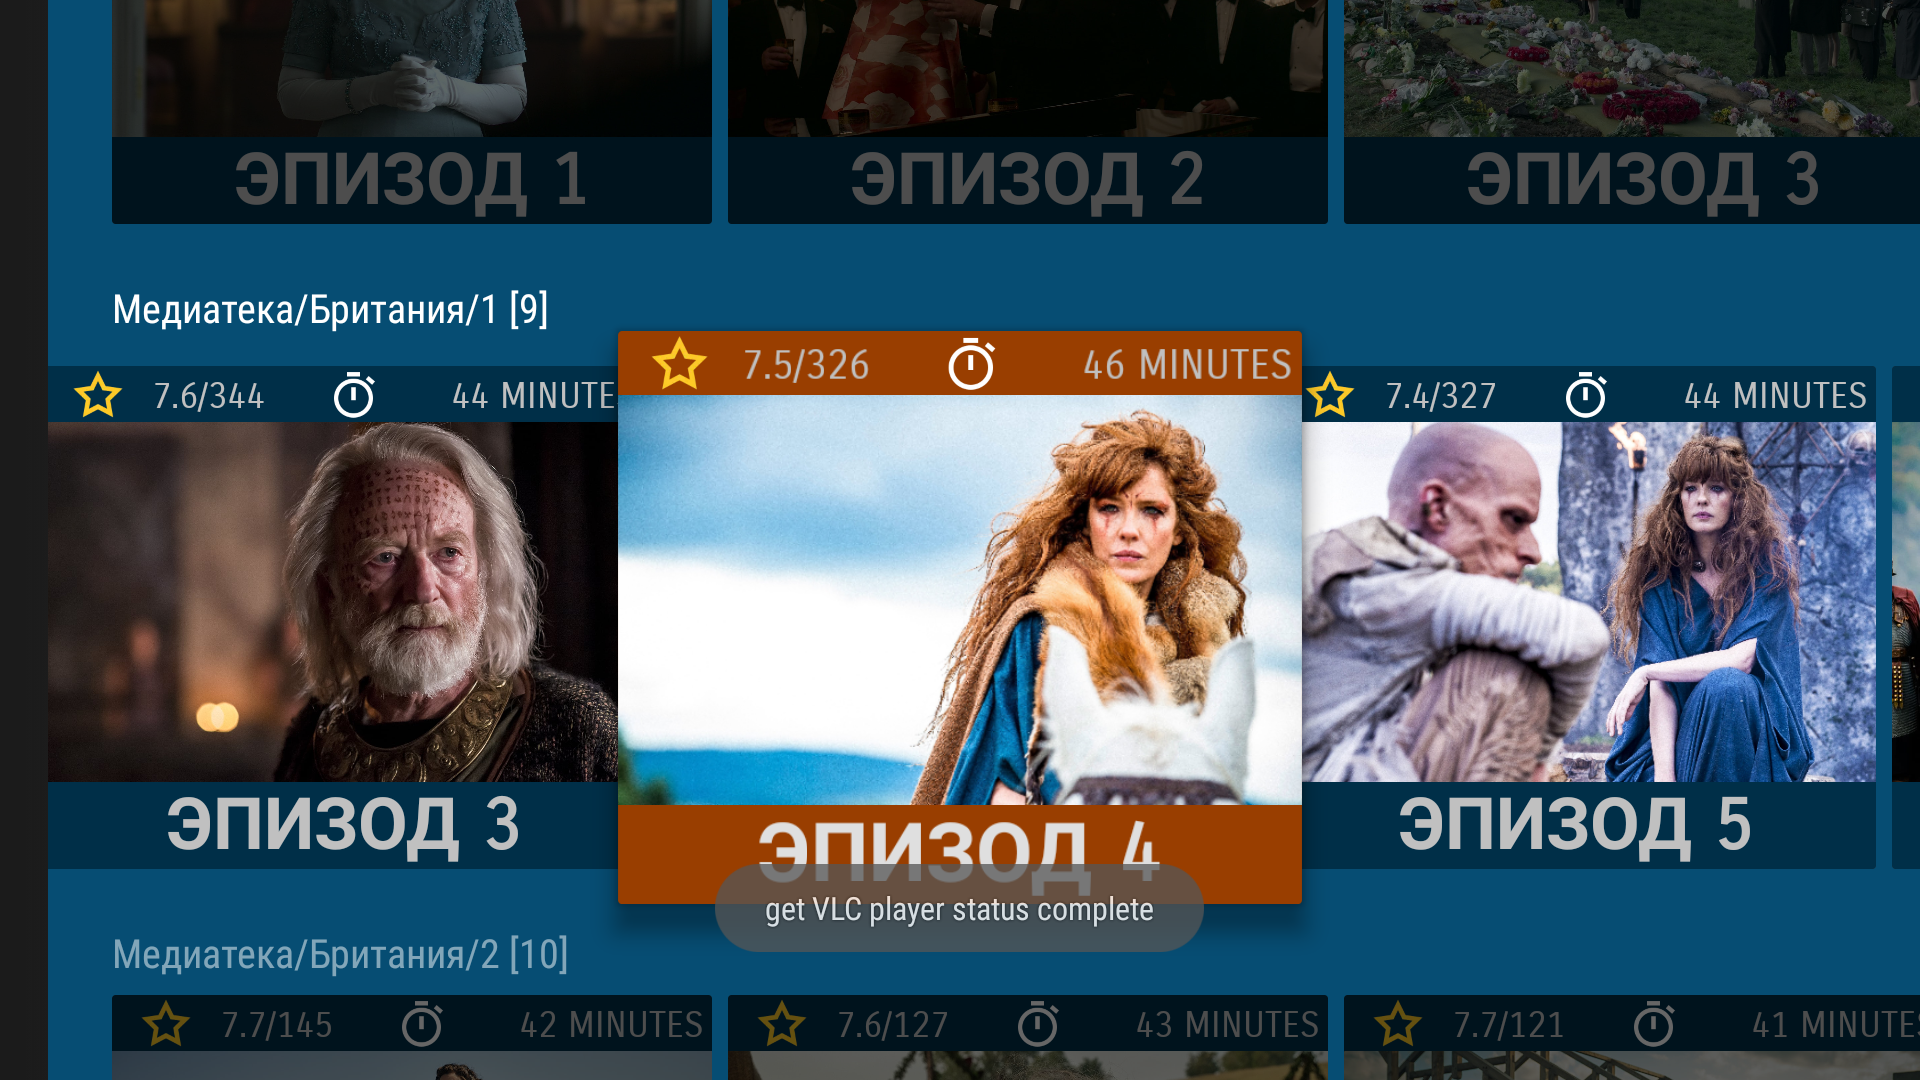 ЭПИЗОД 1
ЭПИЗОД 2
ЭПИЗОД 3
Медиатека/Британия/1 [9]
7.6/344
44 MINUTE
7.5/326
46 MINUTES
7.4/327
44 MINUTES
ЭПИЗОД 3
ЭПИЗОД 4
ЭПИЗОД 5
get VLC player status complete
Медиатека/Британия/2 [10]
7.7/145
42 MINUTES
7.6/127
43 MINUTES
7.7/121
41 MINUTES